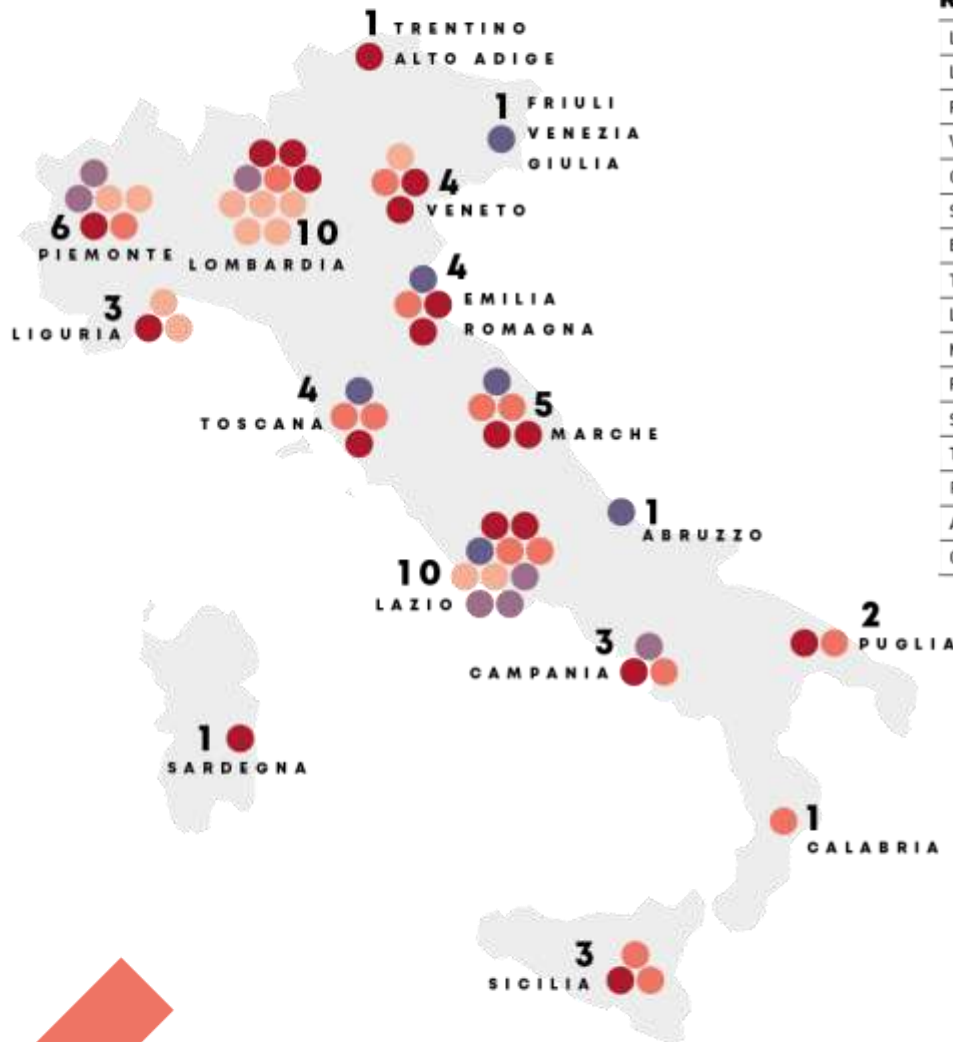 1 TRENTINO
ALTO ADIGE
1 FRIULI
VENEZIA
GIULIA
4
VENETO
6
PIEMONTE
10
LOMBARDIA
4 EMILIA
ROMAGNA
3
LIGURIA
4
TOSCANA
5
MARCHE
1
ABRUZZO
10
LAZIO
2
PUGLIA
3
CAMPANIA
1
SARDEGNA
1
CALABRIA
3
SICILIA